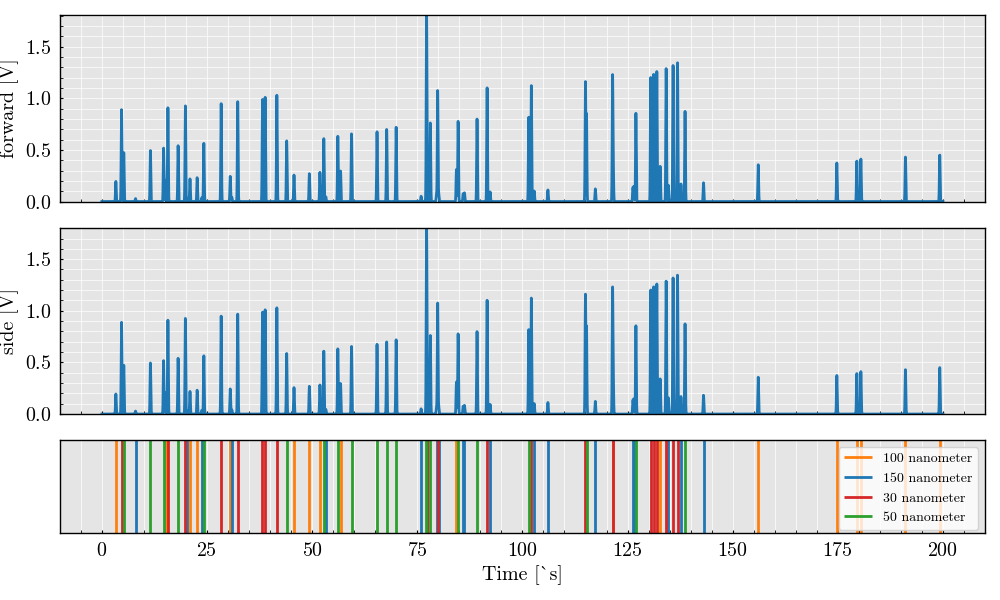 forward [V]
1.5
1.0
0.5
0.0
side [V]
1.5
1.0
0.5
0.0
100 nanometer
150 nanometer
30 nanometer
50 nanometer
0 25 50 75 100 125 150 175 200
Time [`s]